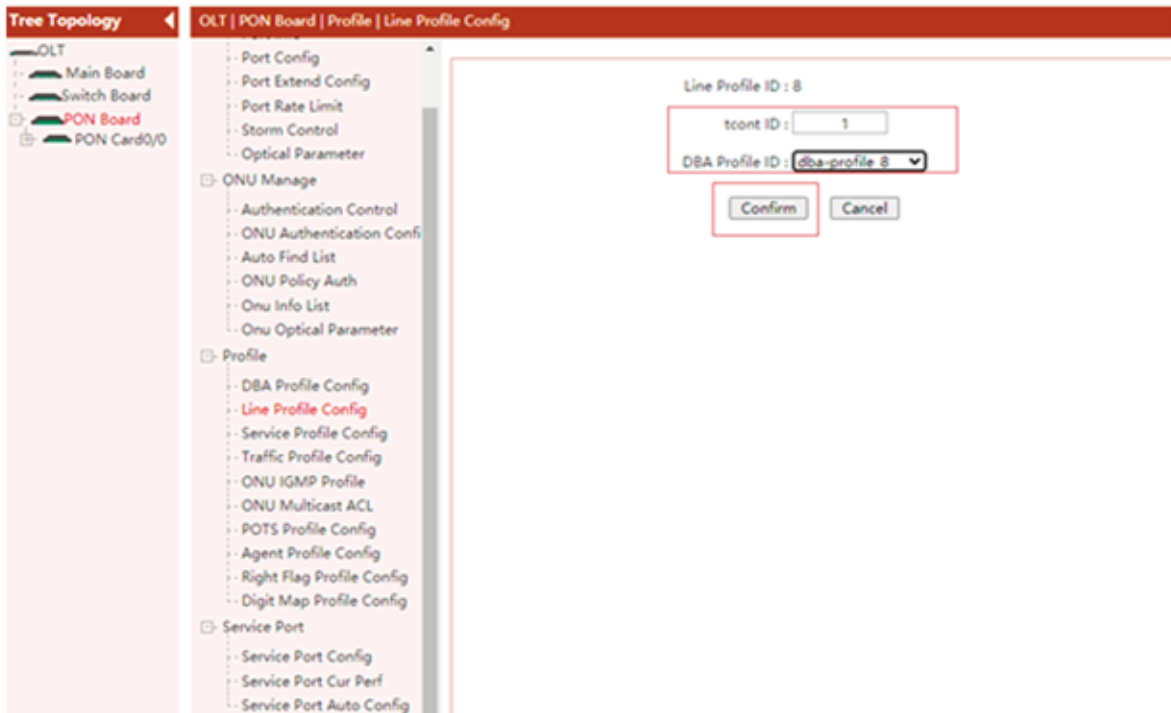 Tree Topology
OLT | PON Board | Profile | Line Profile Config
OLT
Main Board
Switch Board
PON Board
PON Card0/0
Port Config
Port Extend Config
Port Rate Limit
Storm Control
Optical Parameter
ONU Manage
Authentication Control
ONU Authentication Confi
Auto Find List
ONU Policy Auth
Onu Info List
Onu Optical Parameter
Profile
DBA Profile Config
Line Profile Config
Service Profile Config
Traffic Profile Config
ONU IGMP Profile
ONU Multicast ACL
POTS Profile Config
Agent Profile Config
Right Flag Profile Config
Digit Map Profile Config
Service Port
Service Port Config
Service Port Cur Perf
Service Port Auto Config
Line Profile ID : 8
tcont ID : 1
DBA Profile ID : dba-profile 8
Confirm Cancel